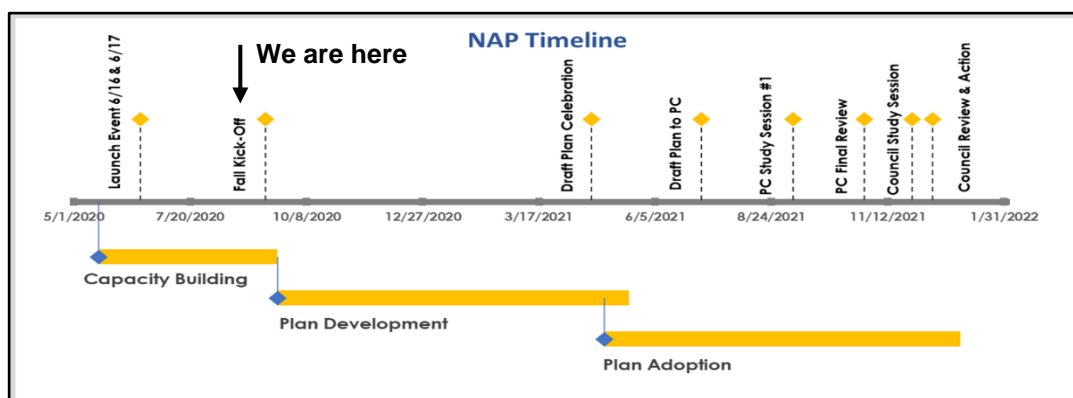 NAP Timeline
We are here
Launch Event 6/16 & 6/17
Fall Kick-Off
Draft Plan Celebration
Draft Plan to PC
PC Study Session #1
PC Final Review
Council Study Session
Council Review & Action
5/1/2020
7/20/2020
10/8/2020
12/27/2020
3/17/2021
6/5/2021
8/24/2021
11/12/2021
1/31/2022
Capacity Building
Plan Development
Plan Adoption